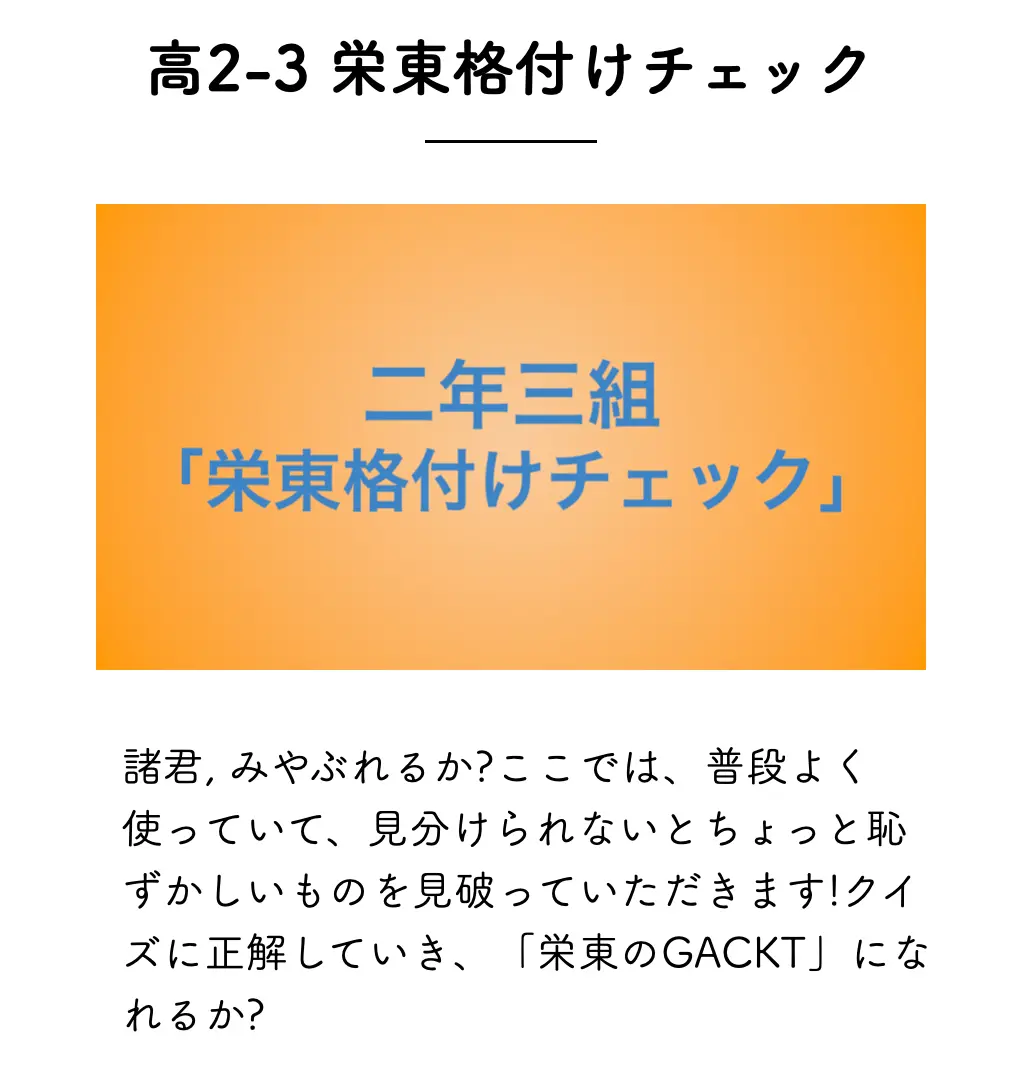 高2-3 栄東格付けチェック
二年三組
「栄東格付けチェック」
諸君, みやぶれるか?ここでは、普段よく
使っていて、見分けられないとちょっと恥
ずかしいものを見破っていただきます!クイ
ズに正解していき、「栄東のGACKT」にな
れるか?